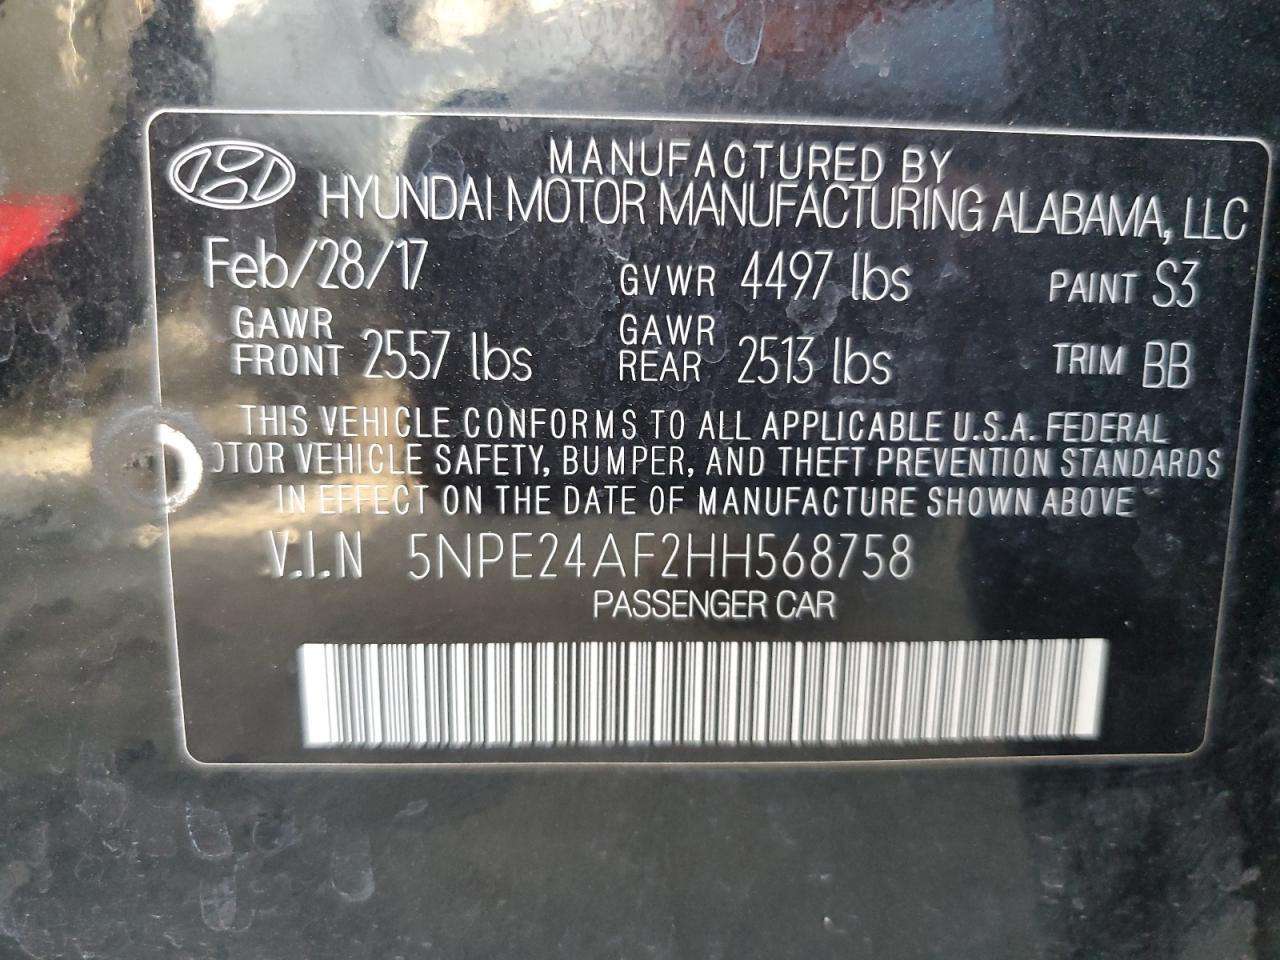 MANUFACTURED BY
HYUNDAI MOTOR MANUFACTURING ALABAMA, LLC
Feb/28/17 GVWR 4497 lbs PAINT S3
GAWR FRONT 2557 lbs GAWR REAR 2513 lbs TRIM BB
THIS VEHICLE CONFORMS TO ALL APPLICABLE U.S.A. FEDERAL
OTOR VEHICLE SAFETY, BUMPER, AND THEFT PREVENTION STANDARDS
IN EFFECT ON THE DATE OF MANUFACTURE SHOWN ABOVE
V.I.N 5NPE24AF2HH568758
PASSENGER CAR